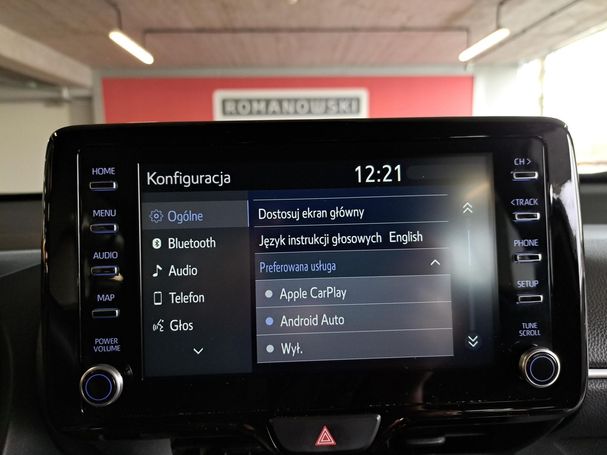 ROMANOWSKI
HOME
MENU
AUDIO
MAP
POWER
VOLUME
Konfiguracja 12:21
Ogólne
Bluetooth
Audio
Telefon
Głos
Dostosuj ekran główny
Język instrukcji głosowych English
Preferowana usługa
Apple CarPlay
Android Auto
Wył.
CH >
< TRACK
PHONE
SETUP
TUNE
SCROLL